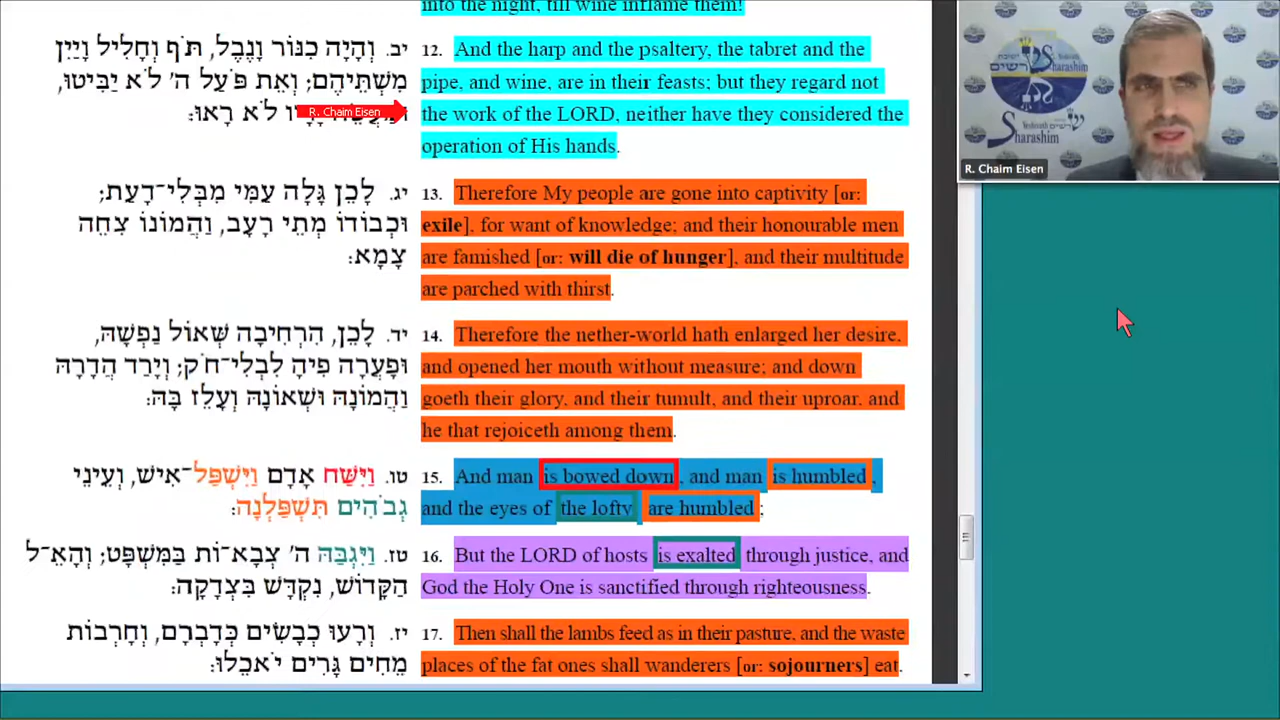 into the night, till wine inflame them!
יב. וְהָיָה כִנּוֹר וָנֶבֶל, תֹּף וְחָלִיל וָיַיִן
מִשְׁתֵּיהֶם; וְאֵת פֹּעַל ה' לֹא יַבִּיטוּ,
לֹא רָאוּ:
12. And the harp and the psaltery, the tabret and the
pipe, and wine, are in their feasts; but they regard not
the work of the LORD, neither have they considered the
operation of His hands.
R. Chaim Eisen
יג. לָכֵן גָּלָה עַמִּי מִבְּלִי־דָעַת;
וּכְבוֹדוֹ מְתֵי רָעָב, וַהֲמוֹנוֹ צִחֵה
צָמָא:
13. Therefore My people are gone into captivity [or:
exile], for want of knowledge; and their honourable men
are famished [or: will die of hunger], and their multitude
are parched with thirst.
יד. לָכֵן, הִרְחִיבָה שְּׁאוֹל נַפְשָׁהּ,
וּפָעֲרָה פִיהָ לִבְלִי־חֹק; וְיָרַד הֲדָרָהּ
וַהֲמוֹנָהּ וּשְׁאוֹנָהּ וְעָלֵז בָּהּ:
14. Therefore the nether-world hath enlarged her desire,
and opened her mouth without measure; and down
goeth their glory, and their tumult, and their uproar, and
he that rejoiceth among them.
טו. וַיִּשַּׁח אָדָם וַיִּשְׁפַּל־אִישׁ, וְעֵינֵי
גְבֹהִים תִּשְׁפַּלְנָה:
15. And man is bowed down, and man is humbled,
and the eyes of the lofty are humbled;
טז. וַיִּגְבַּהּ ה' צְבָא־וֹת בַּמִּשְׁפָּט; וְהָאֵ־ל
הַקָּדוֹשׁ, נִקְדָּשׁ בִּצְדָקָה:
16. But the LORD of hosts is exalted through justice, and
God the Holy One is sanctified through righteousness.
יז. וְרָעוּ כְבָשִׂים כְּדָבְרָם, וְחָרְבוֹת
מֵחִים גָּרִים יֹאכֵלוּ:
17. Then shall the lambs feed as in their pasture, and the waste
places of the fat ones shall wanderers [or: sojourners] eat.
ישיבת
שרשים
Yeshivath
Sharashim
Sharashim
R. Chaim Eisen